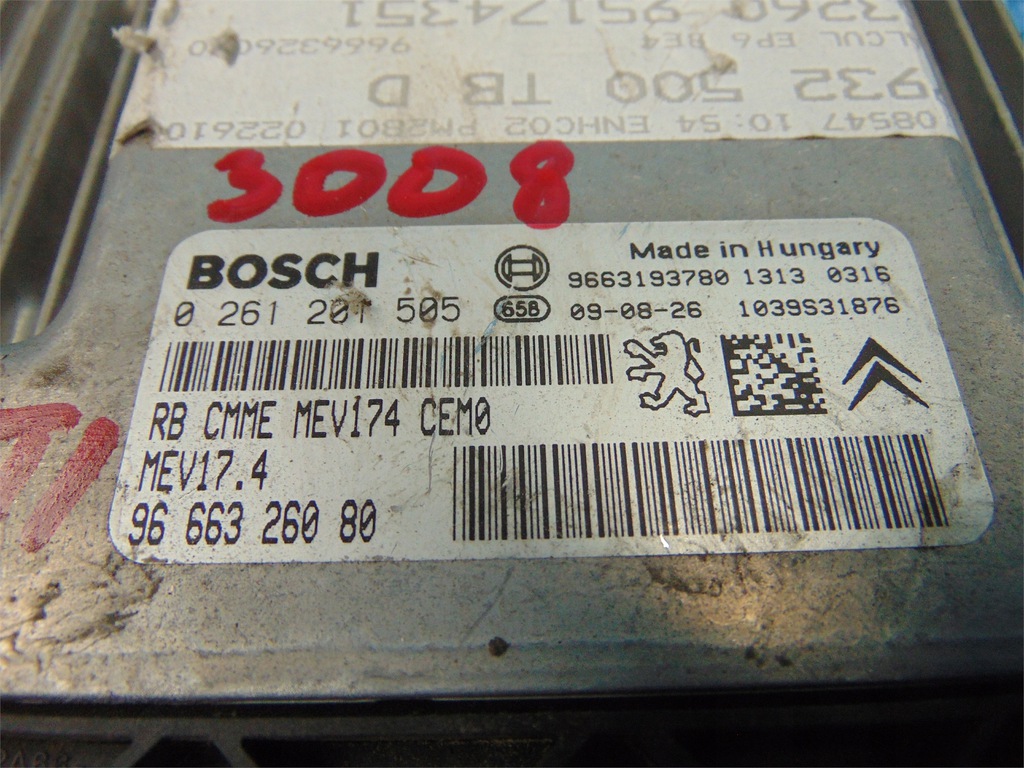 3260 95174351
ALCUL EP6 BE4 9666326080
932 500 TB D
08547 10:54 ENHC02 PM2B01 022610
3008
BOSCH
Made in Hungary
9663193780 1313 0316
0 261 201 505
658
09-08-26 1039S31876
RB CMME MEV174 CEM0
MEV17.4
96 663 260 80